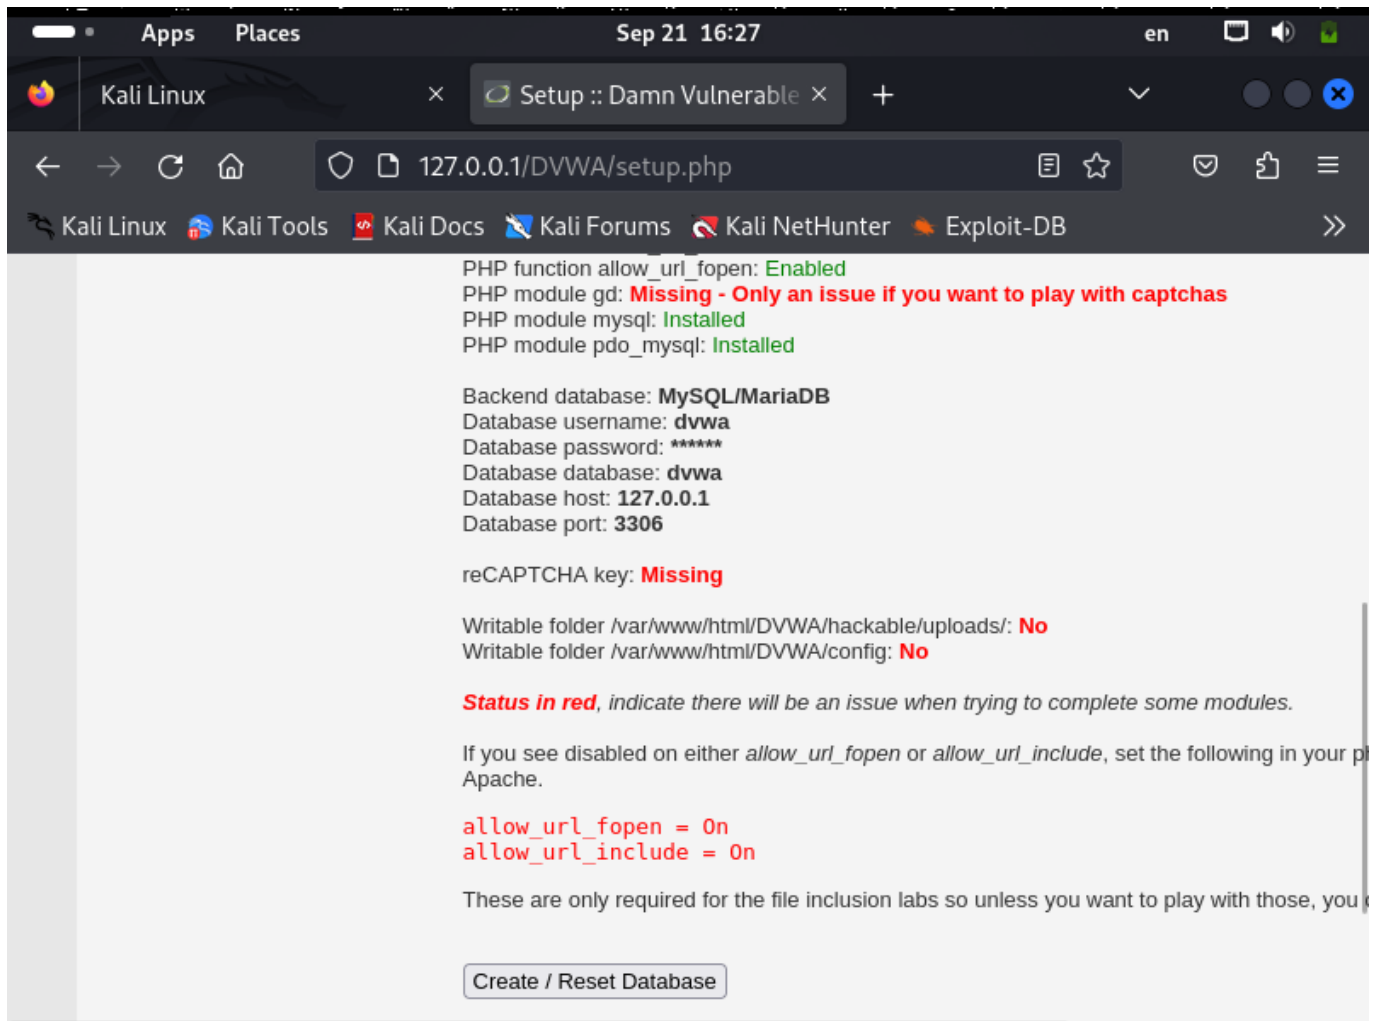 Apps Places Sep 21 16:27 en
Kali Linux Setup :: Damn Vulnerable
127.0.0.1/DVWA/setup.php
Kali Linux Kali Tools Kali Docs Kali Forums Kali NetHunter Exploit-DB
PHP function allow_url_fopen: Enabled
PHP module gd: Missing - Only an issue if you want to play with captchas
PHP module mysql: Installed
PHP module pdo_mysql: Installed
Backend database: MySQL/MariaDB
Database username: dvwa
Database password: ******
Database database: dvwa
Database host: 127.0.0.1
Database port: 3306
reCAPTCHA key: Missing
Writable folder /var/www/html/DVWA/hackable/uploads/: No
Writable folder /var/www/html/DVWA/config: No
Status in red, indicate there will be an issue when trying to complete some modules.
If you see disabled on either allow_url_fopen or allow_url_include, set the following in your
Apache.
allow_url_fopen = On
allow_url_include = On
These are only required for the file inclusion labs so unless you want to play with those, you
Create / Reset Database